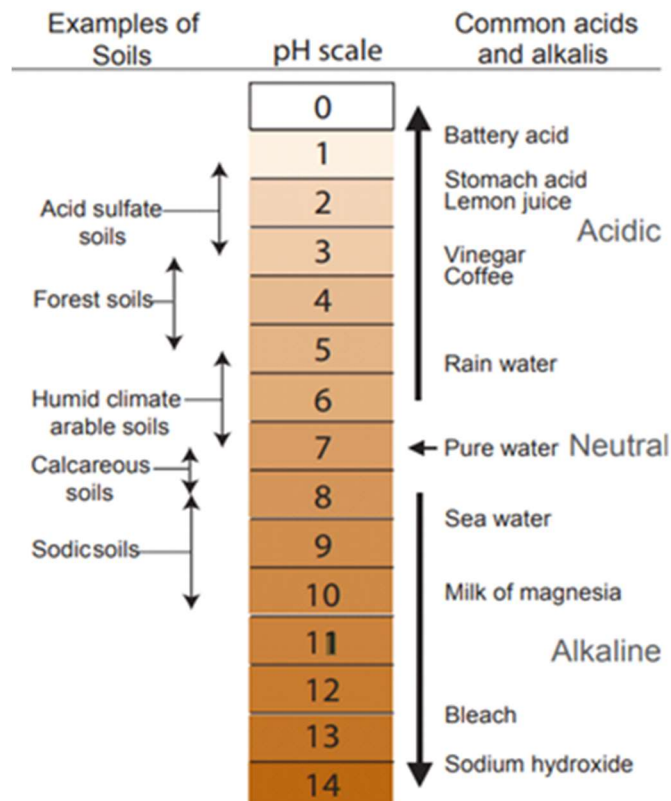 Examples of
Soils
pH scale
Common acids
and alkalis
0
1
2
3
4
5
6
7
8
9
10
11
12
13
14
Acid sulfate
soils
Forest soils
Humid climate
arable soils
Calcareous
soils
Sodicsoils
Battery acid
Stomach acid
Lemon juice
Acidic
Vinegar
Coffee
Rain water
Pure water
Neutral
Sea water
Milk of magnesia
Alkaline
Bleach
Sodium hydroxide